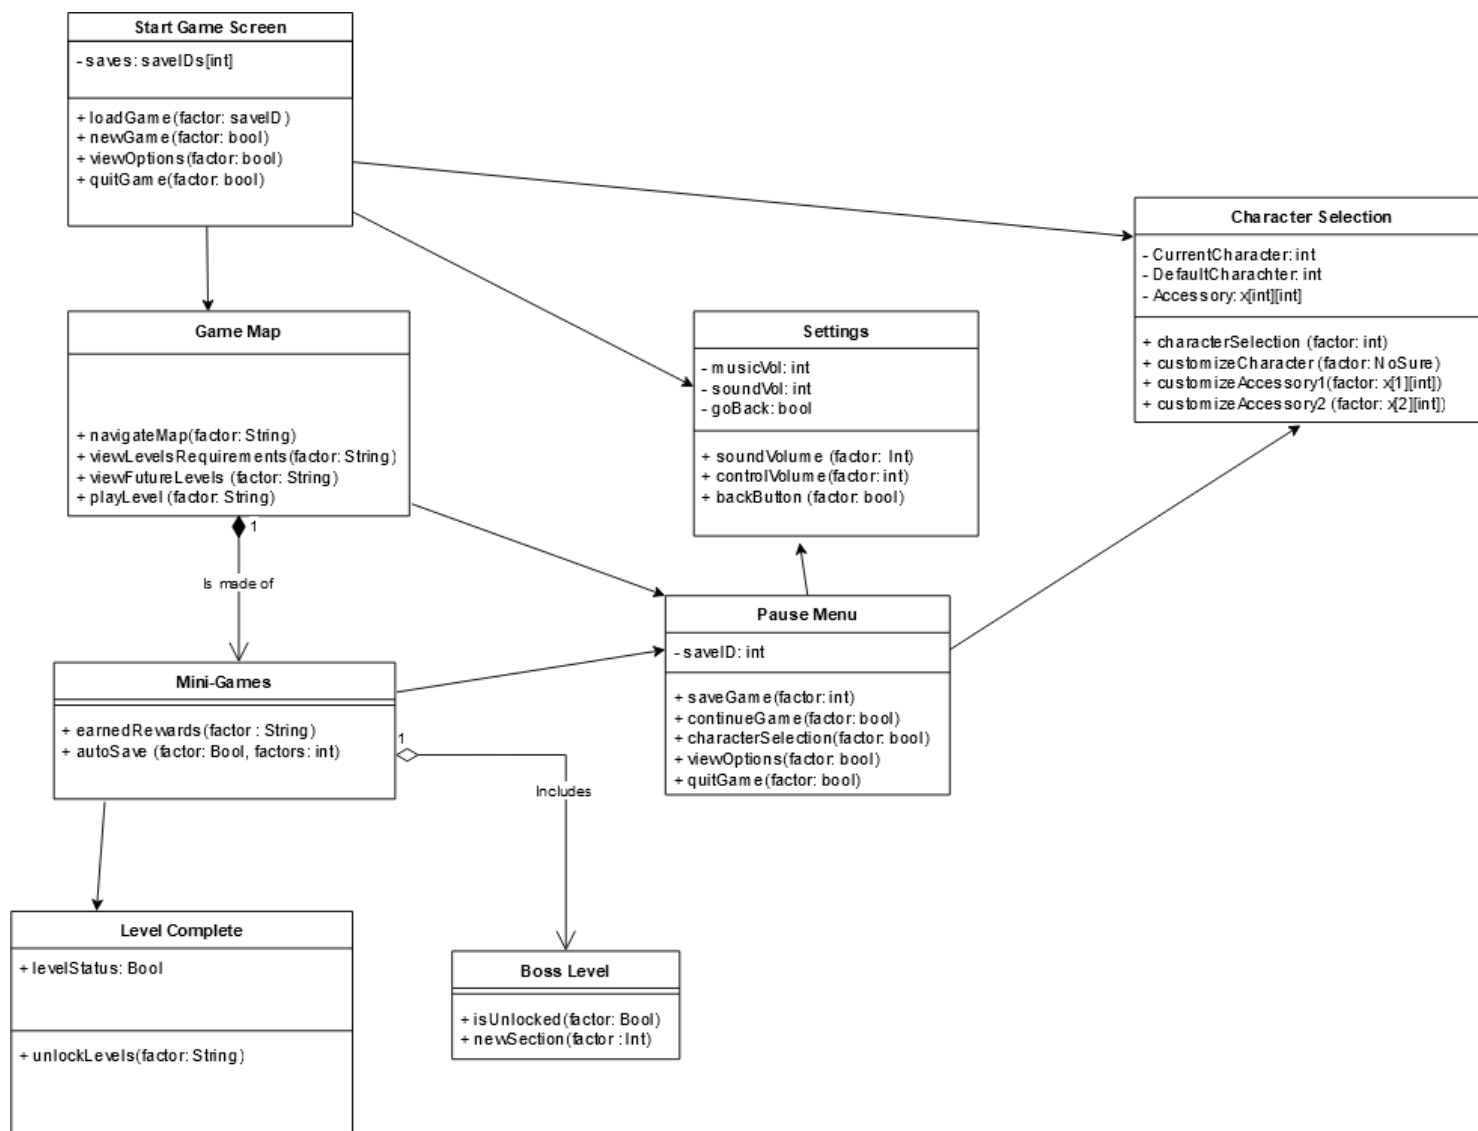 Start Game Screen
- saves: saveIDs[int]
+ loadGame(factor: saveID)
+ newGame(factor: bool)
+ viewOptions(factor: bool)
+ quitGame(factor: bool)
Character Selection
- CurrentCharacter: int
- DefaultCharachter: int
- Accessory: x[int][int]
+ characterSelection (factor: int)
+ customizeCharacter (factor: NoSure)
+ customizeAccessory1(factor: x[1][int])
+ customizeAccessory2 (factor: x[2][int])
Game Map
+ navigateMap(factor: String)
+ viewLevelsRequirements(factor: String)
+ viewFutureLevels (factor: String)
+ playLevel (factor: String)
Settings
- musicVol: int
- soundVol: int
- goBack: bool
+ soundVolume (factor: Int)
+ controlVolume(factor: int)
+ backButton (factor: bool)
1
Is made of
Pause Menu
- saveID: int
+ saveGame(factor: int)
+ continueGame(factor: bool)
+ characterSelection(factor: bool)
+ viewOptions(factor: bool)
+ quitGame(factor: bool)
Mini-Games
+ earnedRewards(factor : String)
+ autoSave (factor: Bool, factors: int)
1
Includes
Level Complete
+ levelStatus: Bool
+ unlockLevels(factor: String)
Boss Level
+ isUnlocked(factor: Bool)
+ newSection(factor : Int)